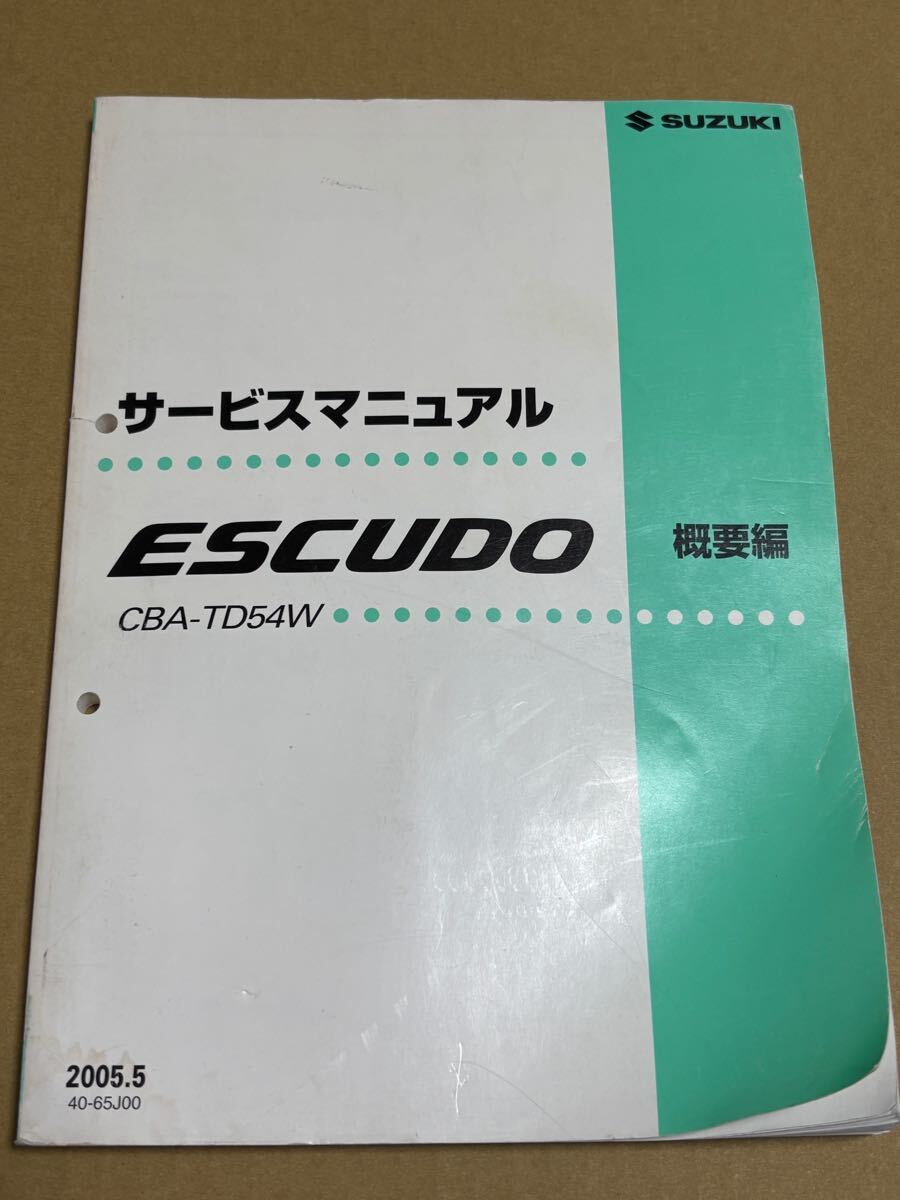 SUZUKI
サービスマニュアル
ESCUDO
概要編
CBA-TD54W
2005.5
40-65J00